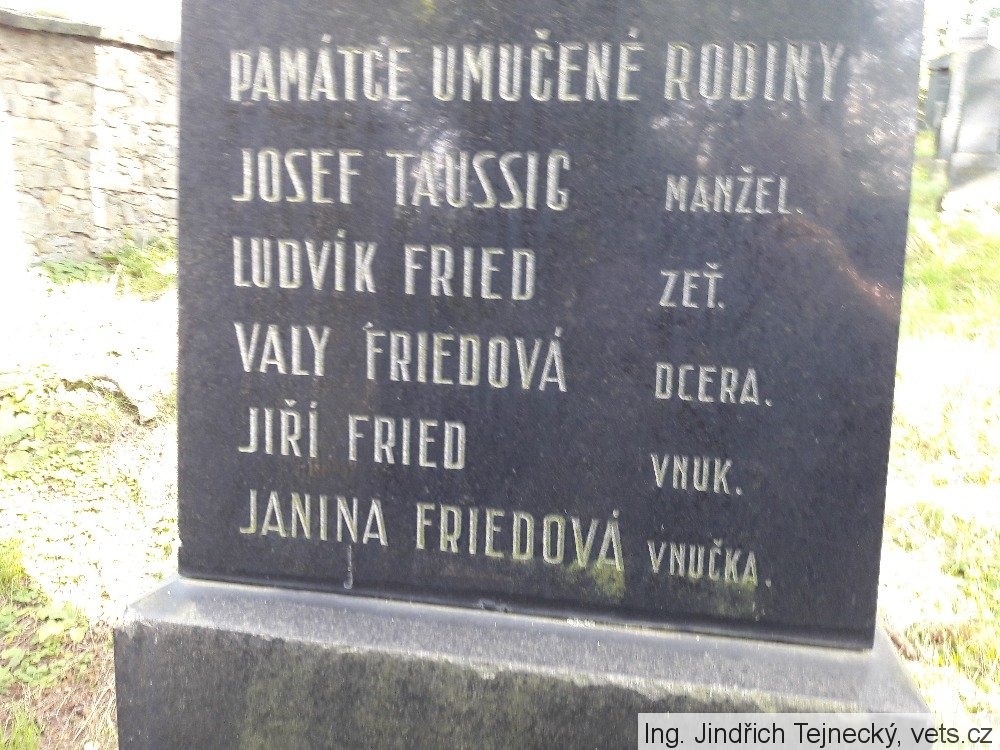 PAMÁTCE UMUČENÉ RODINY
JOSEF TAUSSIG MANŽEL.
LUDVÍK FRIED ZEŤ.
VALY FRIEDOVÁ DCERA.
JIŘÍ FRIED VNUK.
JANINA FRIEDOVÁ VNUČKA.
Ing. Jindřich Tejnecký, vets.cz